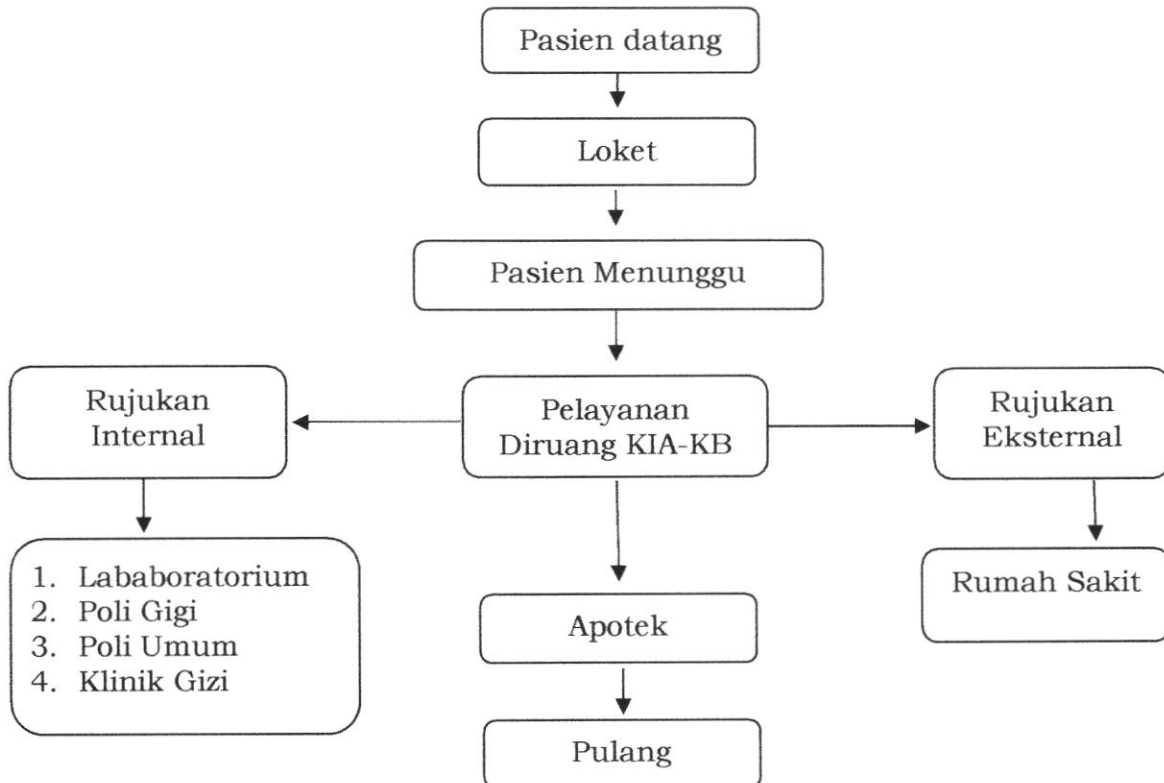 Pasien datang
Loket
Pasien Menunggu
Rujukan
Internal
Pelayanan
Diruang KIA-KB
Rujukan
Eksternal
1. Lababoratorium
2. Poli Gigi
3. Poli Umum
4. Klinik Gizi
Apotek
Rumah Sakit
Pulang